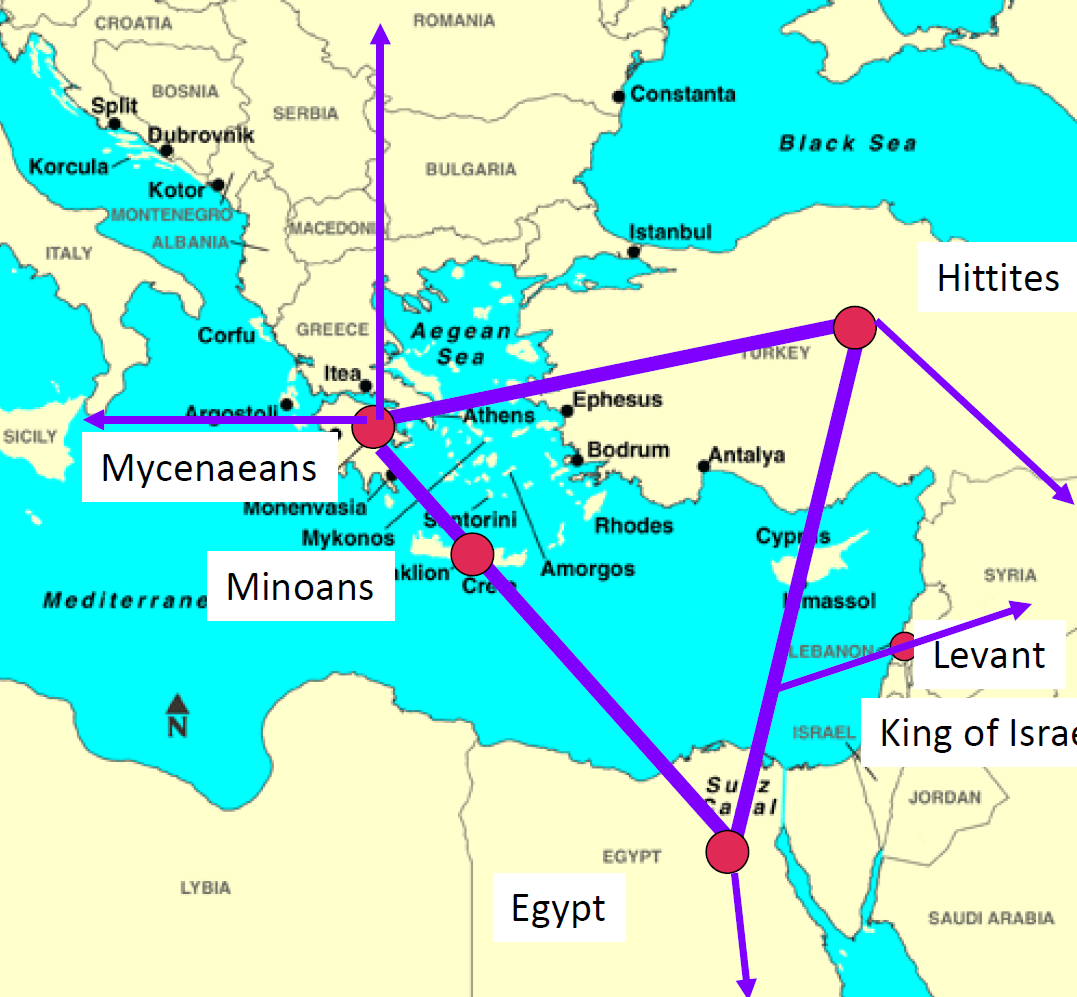 CROATIA
ROMANIA
BOSNIA
Split
SERBIA
Constanta
Dubrovnik
Black Sea
Korcula
BULGARIA
Kotor
MONTENEGRO
MACEDONI
Istanbul
ALBANIA
ITALY
Hittites
Corfu
GREECE
Aegean
Sea
TURKEY
Itea
Ephesus
Argostoli
Athens
SICILY
Bodrum
Antalya
Mycenaeans
Monenvasia
Santorini
Rhodes
Mykonos
Cyprus
Amorgos
aklion
SYRIA
Minoans
Cre
Mediterrane
Limassol
LEBANON
Levant
N
ISRAEL
King of Israe
Suez
Canal
JORDAN
EGYPT
LYBIA
Egypt
SAUDI ARABIA